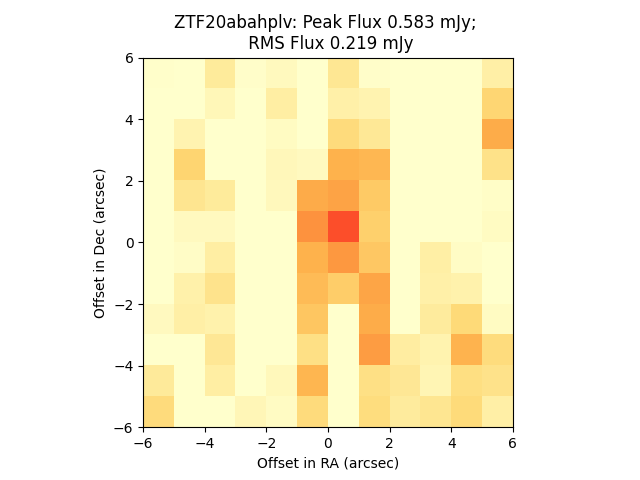 ZTF20abahplv: Peak Flux 0.583 mJy;
RMS Flux 0.219 mJy
6
4
2
0
−2
−4
−6
Offset in Dec (arcsec)
−6 −4 −2 0 2 4 6
Offset in RA (arcsec)